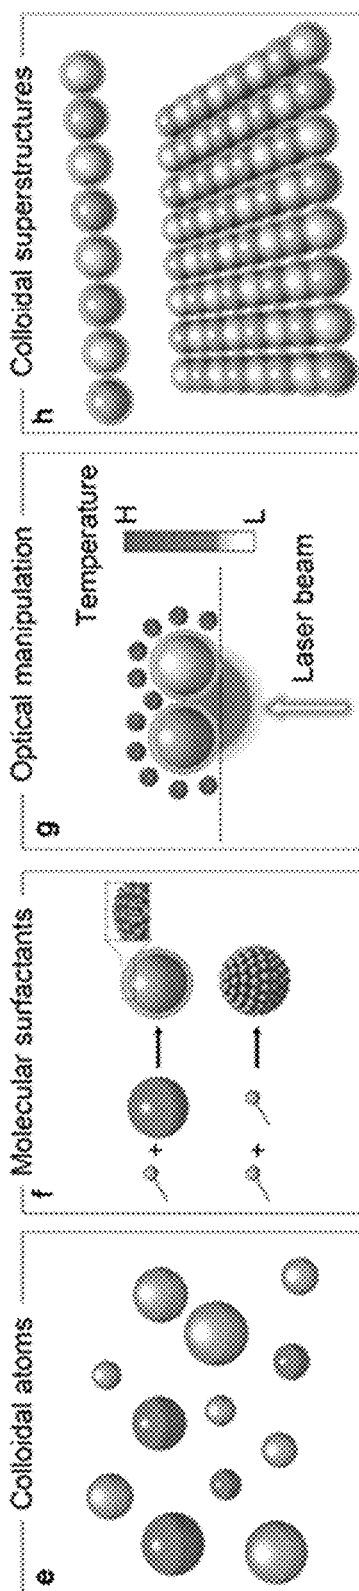 e
Colloidal atoms
f
Molecular surfactants
+
+
g
Optical manipulation
Temperature
H
L
Laser beam
h
Colloidal superstructures